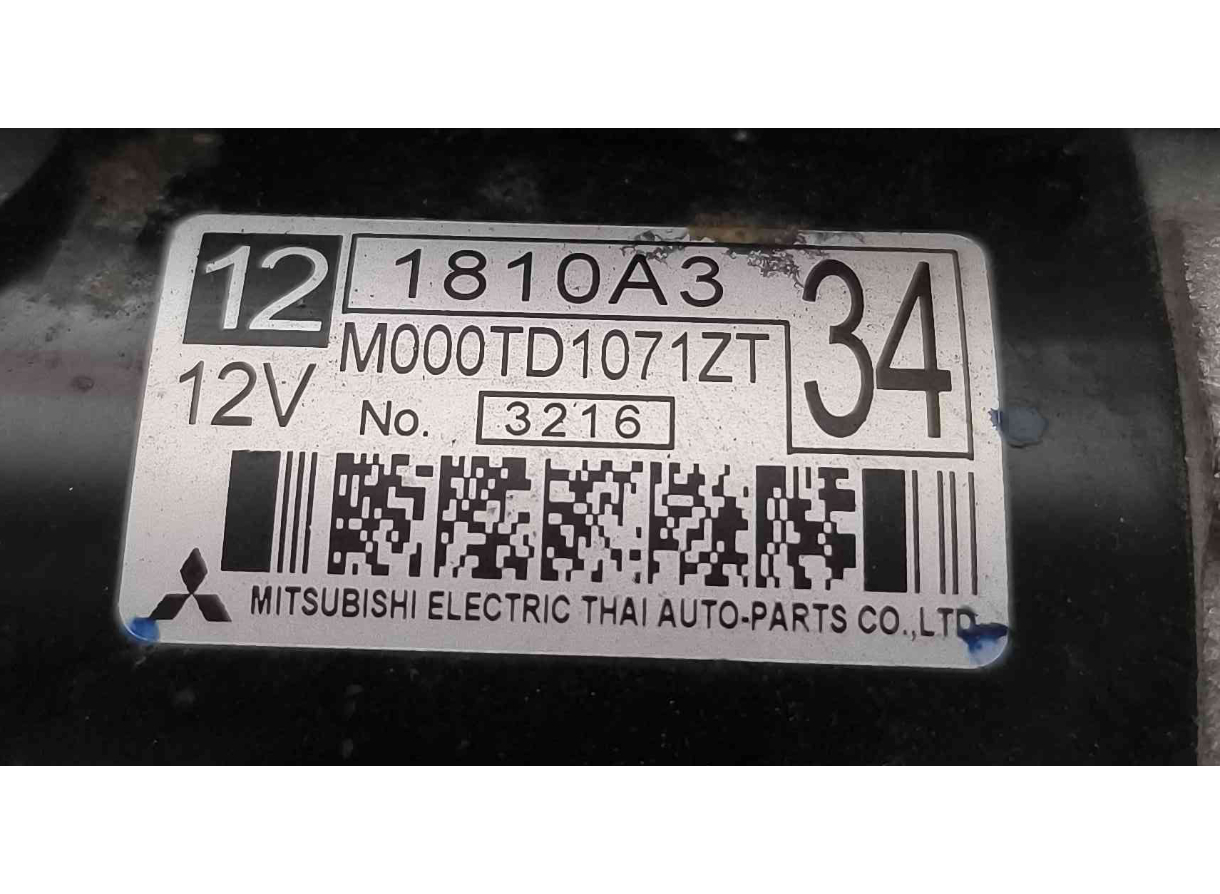 12 1810A3 34
M000TD1071ZT
12V
No. 3216
MITSUBISHI ELECTRIC THAI AUTO-PARTS CO.,LTD.